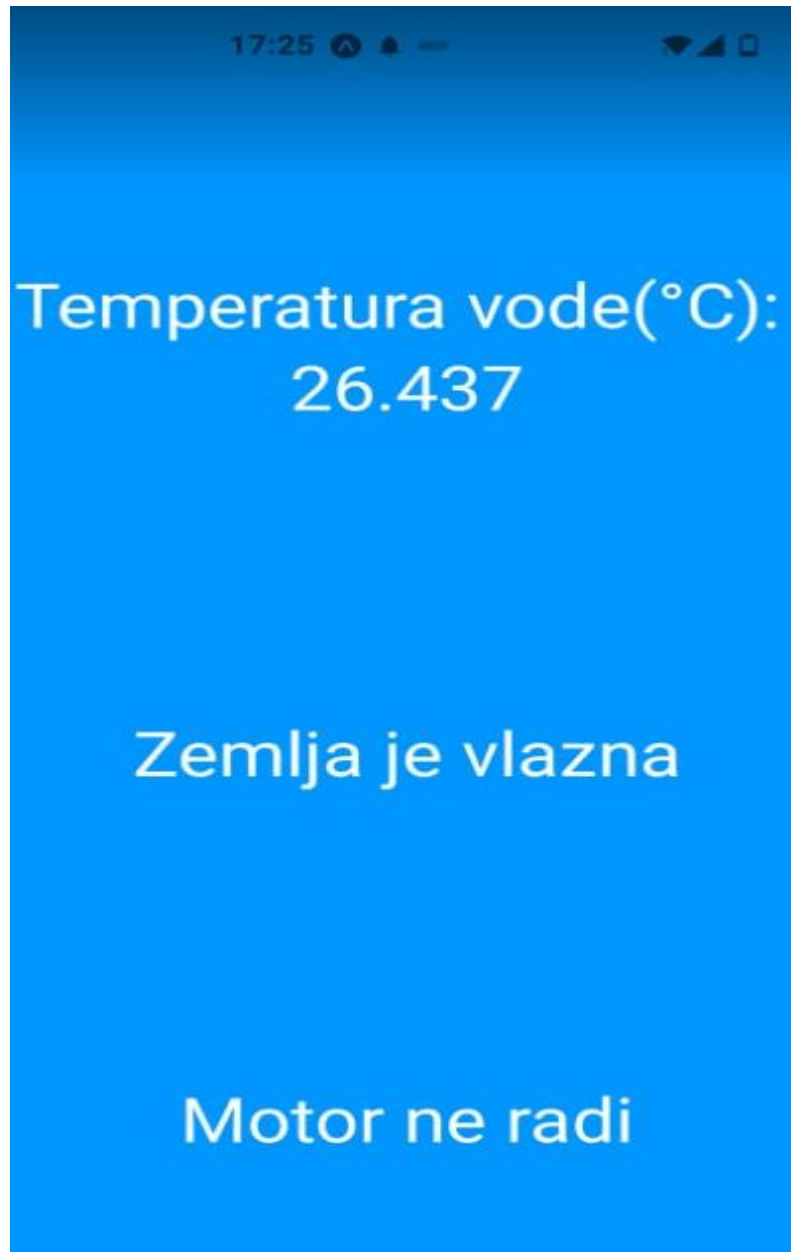 17:25
Temperatura vode(°C):
26.437
Zemlja je vlazna
Motor ne radi